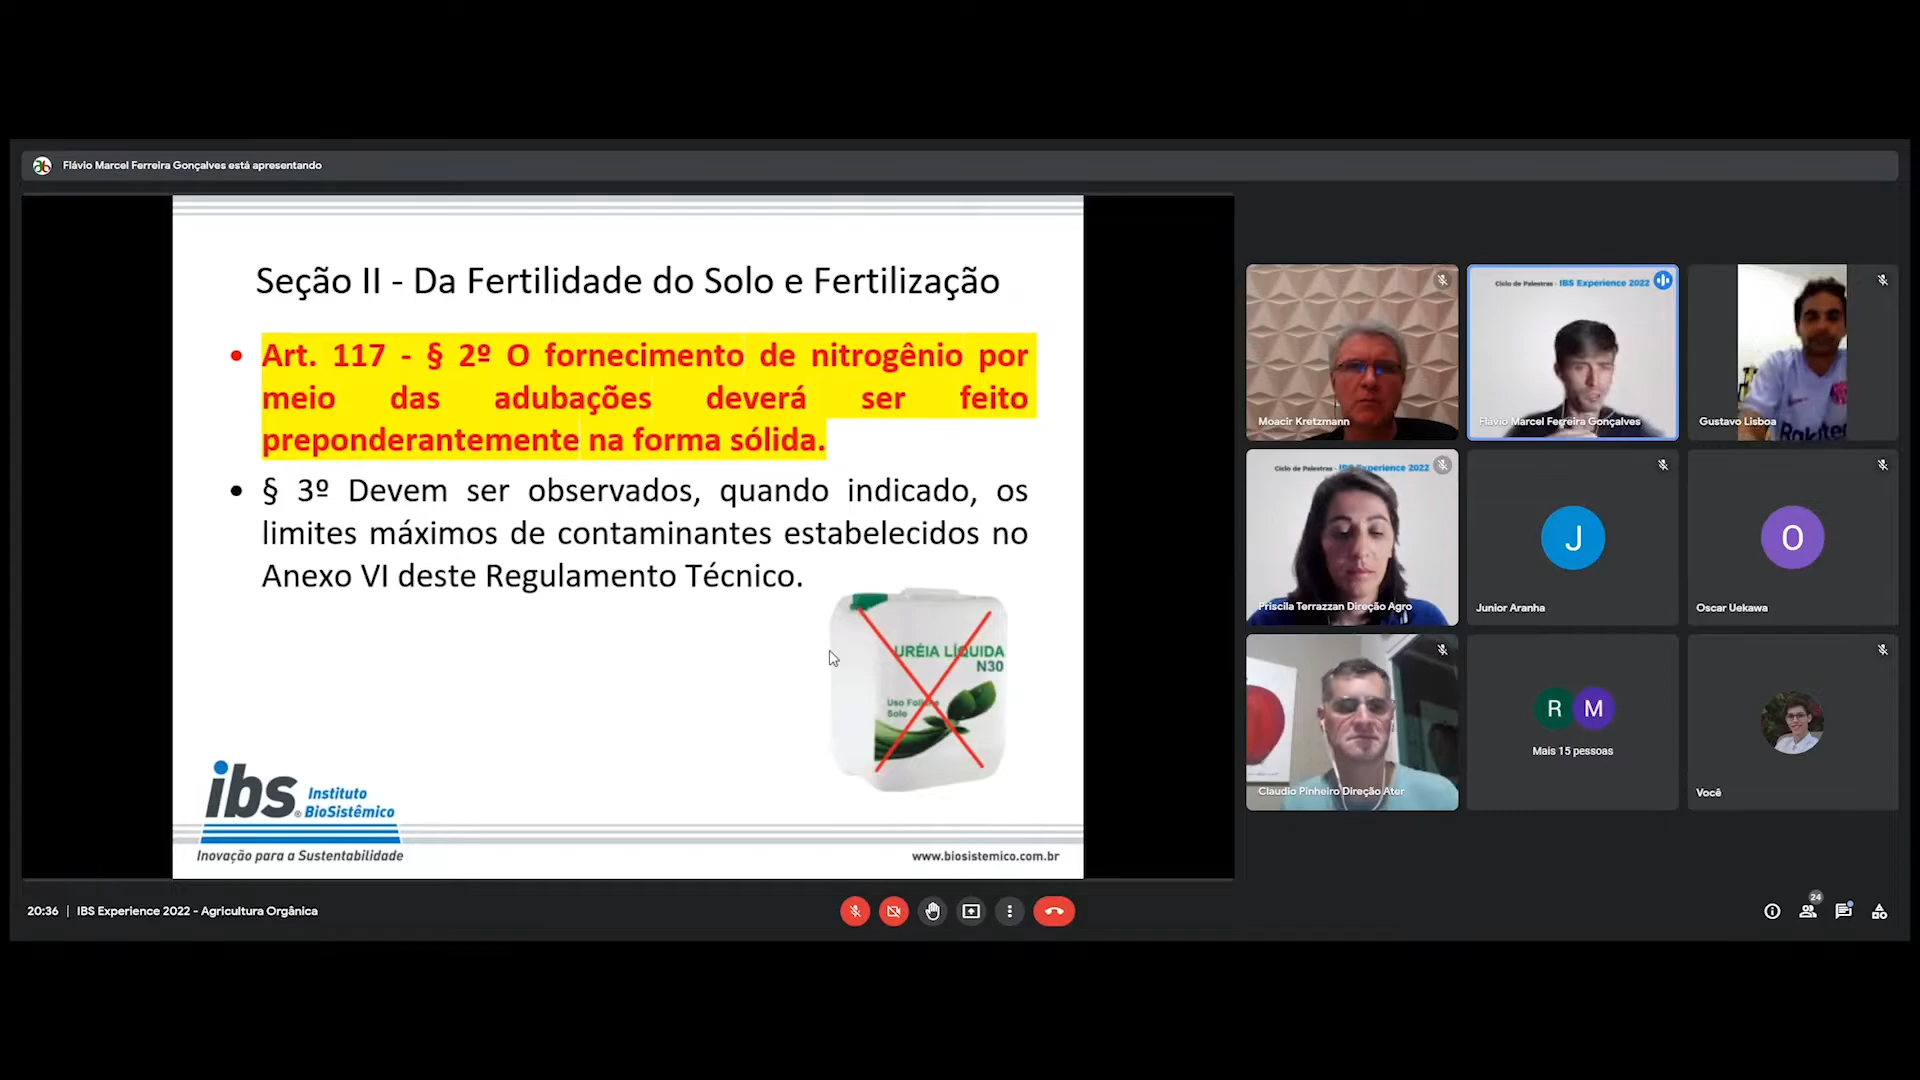 Flávio Marcel Ferreira Gonçalves está apresentando
Seção II - Da Fertilidade do Solo e Fertilização
• Art. 117 - § 2º O fornecimento de nitrogênio por
meio das adubações deverá ser feito
preponderantemente na forma sólida.
• § 3º Devem ser observados, quando indicado, os
limites máximos de contaminantes estabelecidos no
Anexo VI deste Regulamento Técnico.
URÉIA LÍQUIDA
N30
Uso Foliar e
Solo
ibs®
Instituto
BioSistêmico
Inovação para a Sustentabilidade
www.biosistemico.com.br
Moacir Kretzmann
Ciclo de Palestras - IBS Experience 2022
Flávio Marcel Ferreira Gonçalves
Gustavo Lisboa
Ciclo de Palestras - IBS Experience 2022
Priscila Terrazzan Direção Agro
J
Junior Aranha
O
Oscar Uekawa
Claudio Pinheiro Direção Ater
R M
Mais 15 pessoas
Você
20:36 | IBS Experience 2022 - Agricultura Orgânica
24